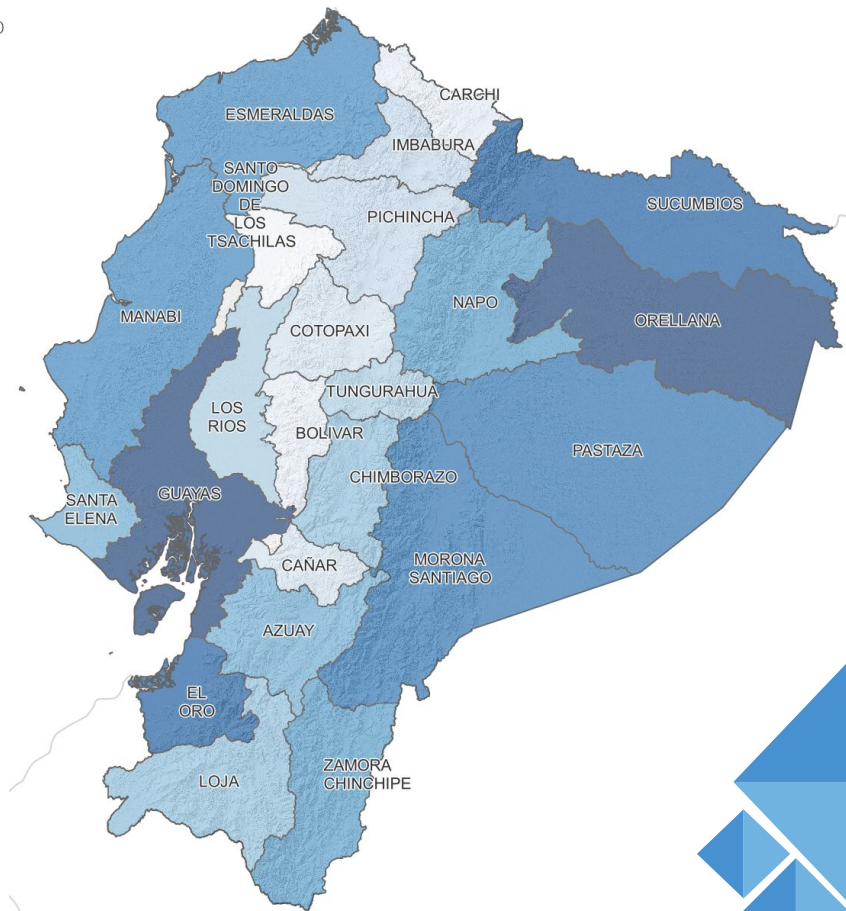 CARCHI
ESMERALDAS
IMBABURA
SANTO
DOMINGO
DE
LOS
TSACHILAS
SUCUMBIOS
PICHINCHA
NAPO
MANABI
ORELLANA
COTOPAXI
TUNGURAHUA
LOS
RIOS
BOLIVAR
PASTAZA
CHIMBORAZO
GUAYAS
SANTA
ELENA
MORONA
SANTIAGO
CAÑAR
AZUAY
EL
ORO
ZAMORA
CHINCHIPE
LOJA